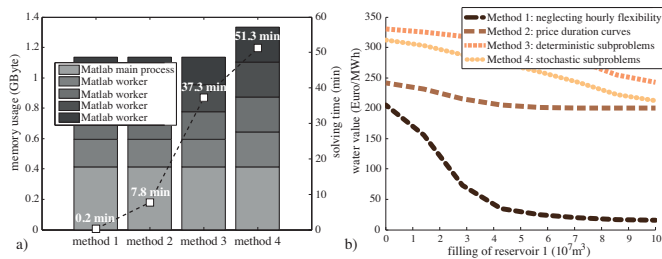 1.4
1.2
1
0.8
0.6
0.4
0.2
0
memory usage (GByte)
Matlab main process
Matlab worker
Matlab worker
Matlab worker
Matlab worker
0.2 min
7.8 min
37.3 min
51.3 min
60
50
40
30
20
10
0
solving time (min)
method 1 method 2 method 3 method 4
a)
350
300
250
200
150
100
50
0
water value (Euro/MWh)
Method 1: neglecting hourly flexibility
Method 2: price duration curves
Method 3: deterministic subproblems
Method 4: stochastic subproblems
0 1 2 3 4 5 6 7 8 9 10
filling of reservoir 1 (10⁷m³)
b)